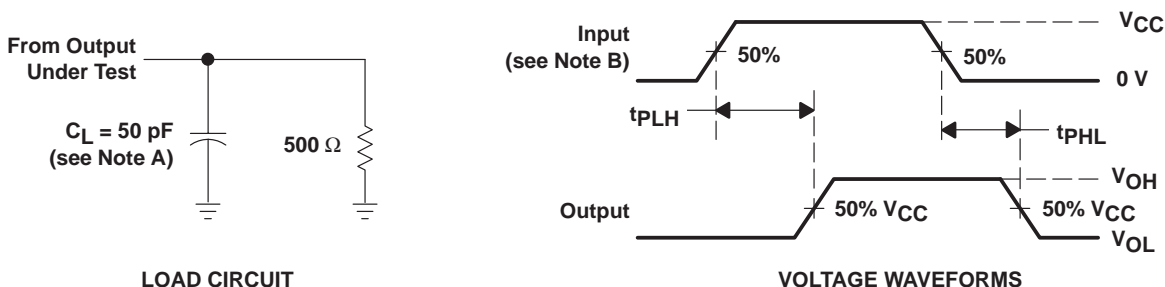 From Output
Under Test
CL = 50 pF
(see Note A)
500 Ω
LOAD CIRCUIT
Input
(see Note B)
50%
50%
VCC
0 V
tPLH
tPHL
Output
50% VCC
50% VCC
VOH
VOL
VOLTAGE WAVEFORMS